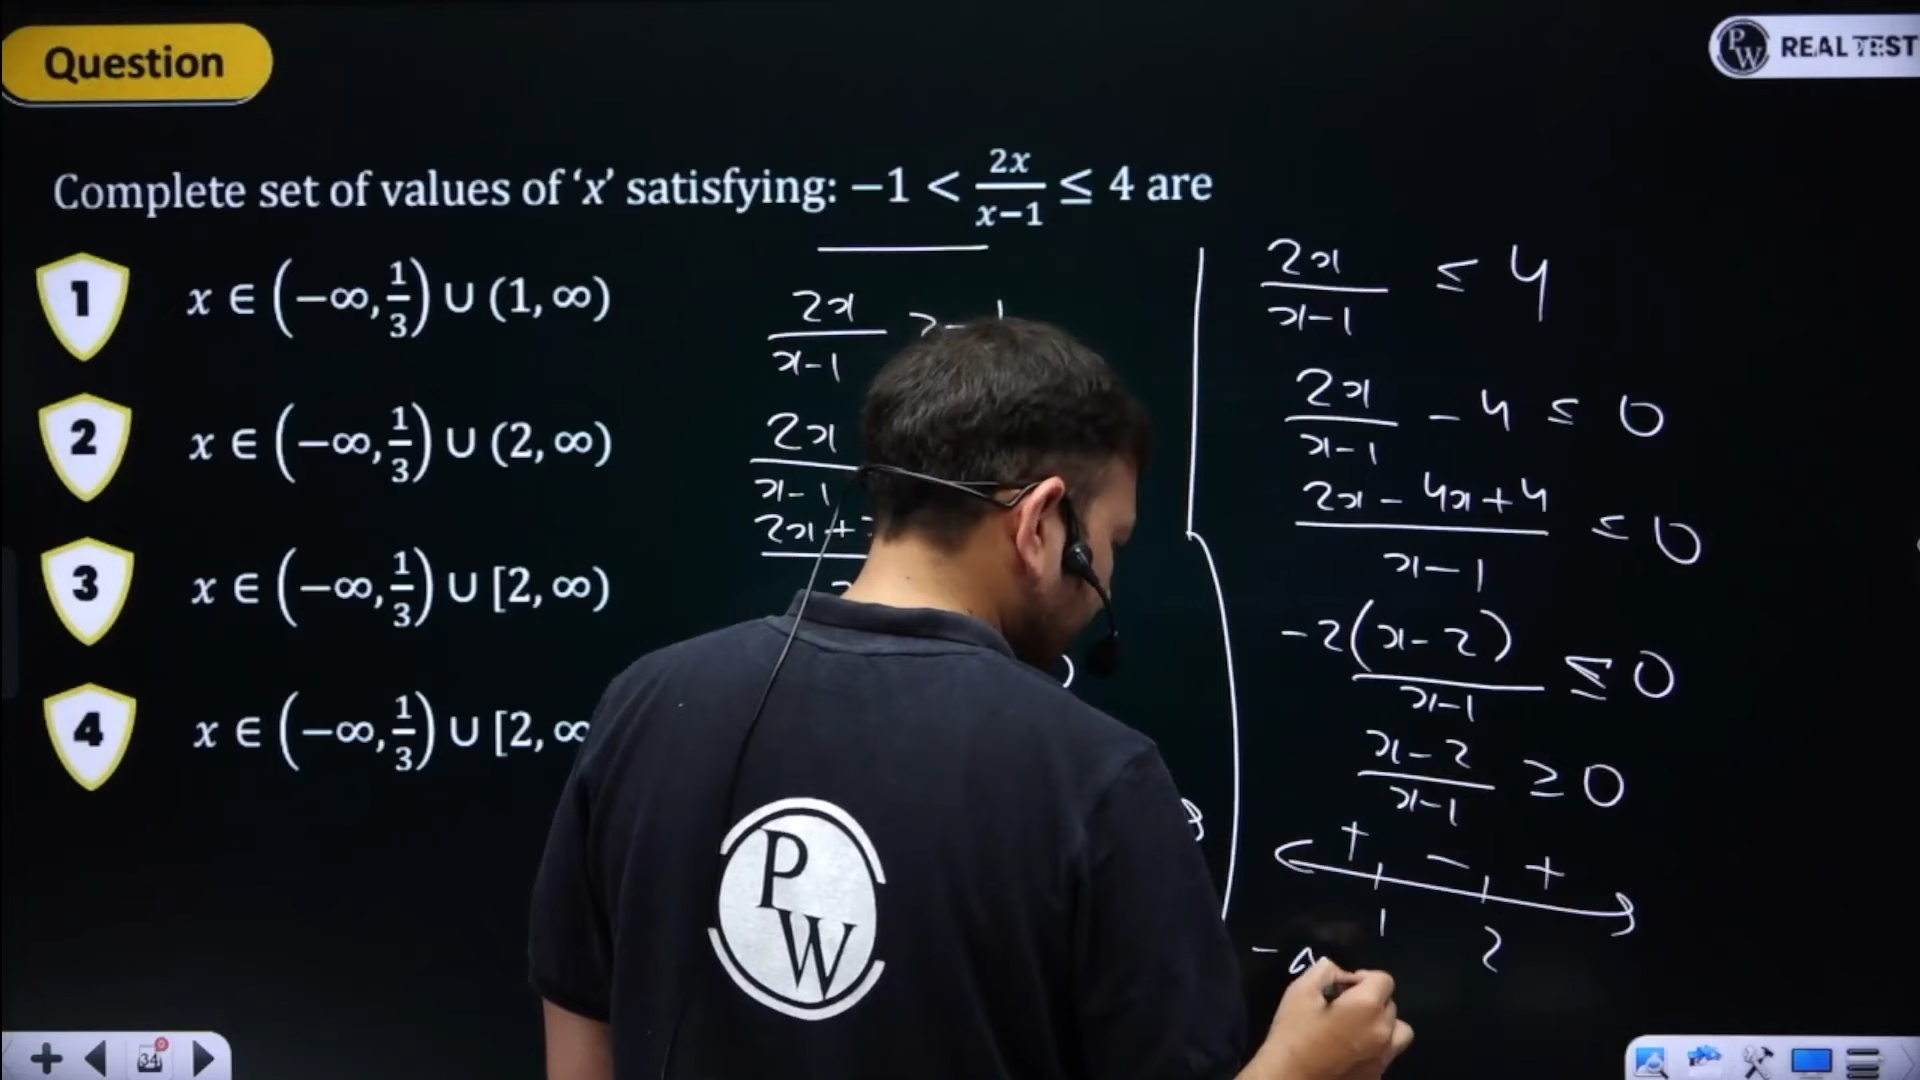 Question
PW REAL TEST
Complete set of values of ‘x’ satisfying: −1 < 2x/(x−1) ≤ 4 are
1 x ∈ (−∞, 1/3) ∪ (1, ∞)
2 x ∈ (−∞, 1/3) ∪ (2, ∞)
3 x ∈ (−∞, 1/3) ∪ [2, ∞)
4 x ∈ (−∞, 1/3) ∪ [2, ∞
2x
x-1
2x
x-1
2x+
2x/(x-1) ≤ 4
2x/(x-1) - 4 ≤ 0
(2x - 4x + 4)/(x-1) ≤ 0
-2(x-2)/(x-1) ≤ 0
(x-2)/(x-1) ≥ 0
+ - +
1 2
PW
34
0